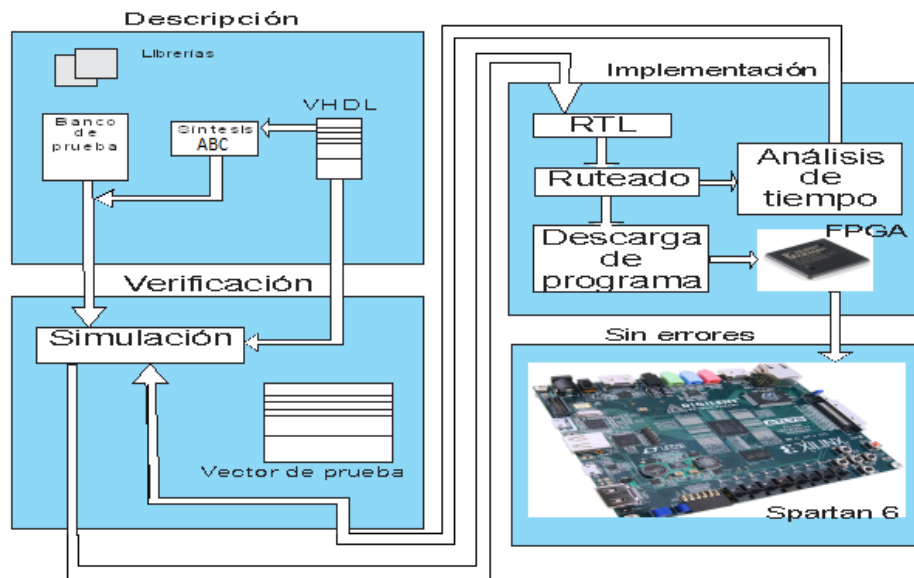 Descripción
Librerías
VHDL
Banco
de
prueba
Síntesis
ABC
Verificación
Simulación
Vector de prueba
Implementación
RTL
Ruteado
Análisis
de
tiempo
Descarga
de
programa
FPGA
Sin errores
DIGILENT
Spartan 6